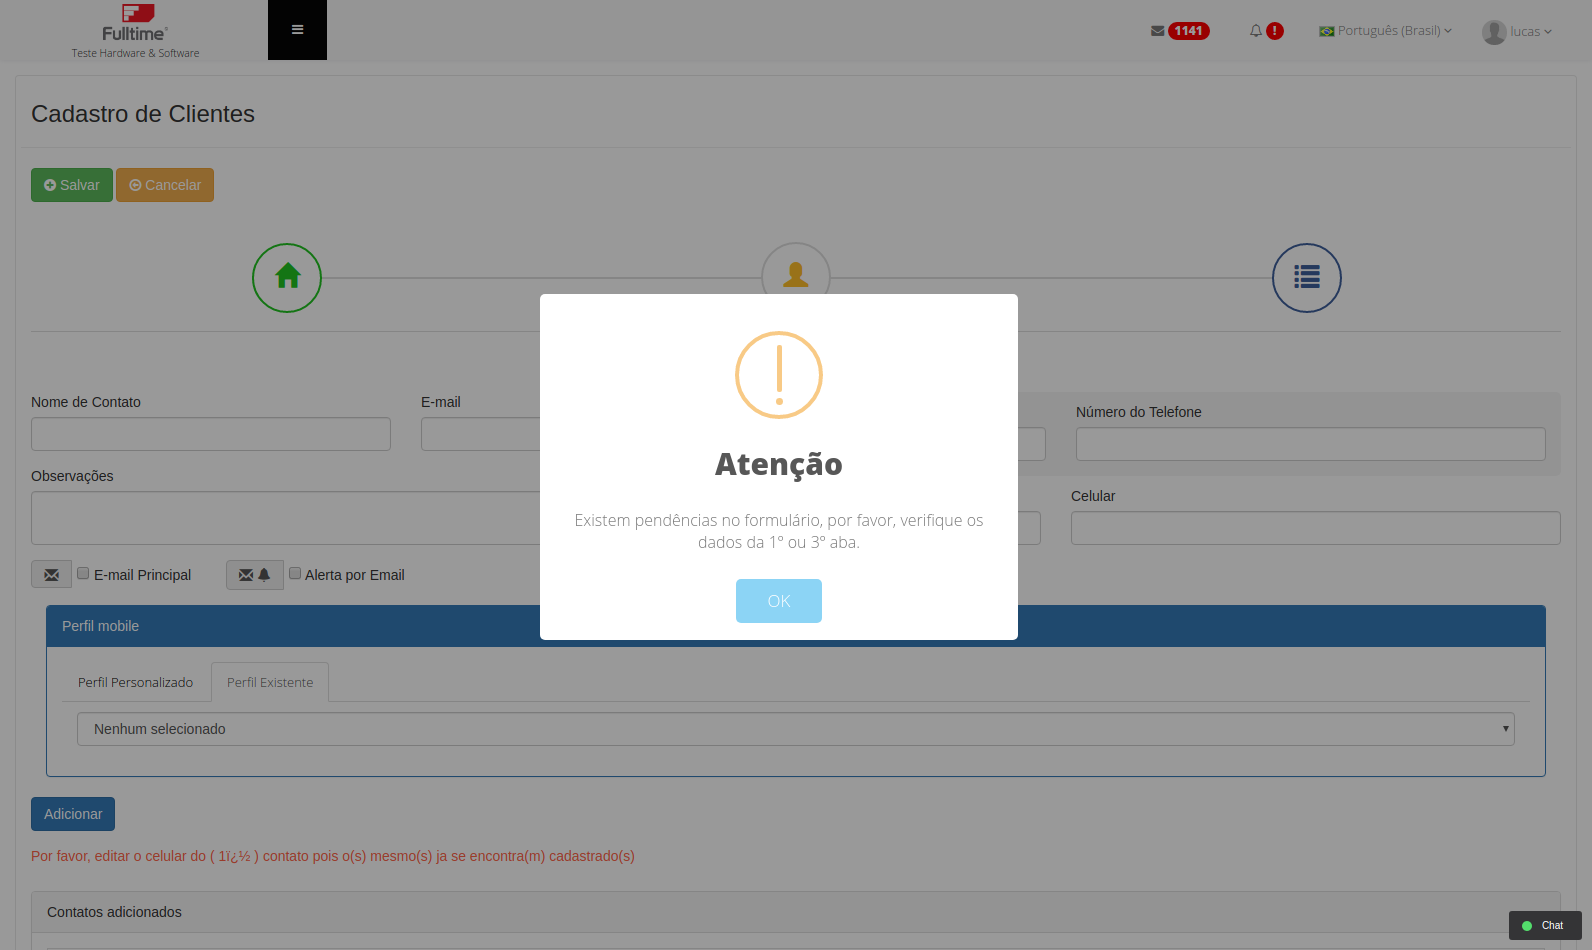 Fulltime
Teste Hardware & Software
1141
!
Português (Brasil)
lucas
Cadastro de Clientes
Salvar
Cancelar
Nome de Contato
E-mail
Número do Telefone
Observações
Celular
Atenção
Existem pendências no formulário, por favor, verifique os
dados da 1º ou 3º aba.
OK
E-mail Principal
Alerta por Email
Perfil mobile
Perfil Personalizado
Perfil Existente
Nenhum selecionado
Adicionar
Por favor, editar o celular do ( 1ï¿½ ) contato pois o(s) mesmo(s) ja se encontra(m) cadastrado(s)
Contatos adicionados
Chat